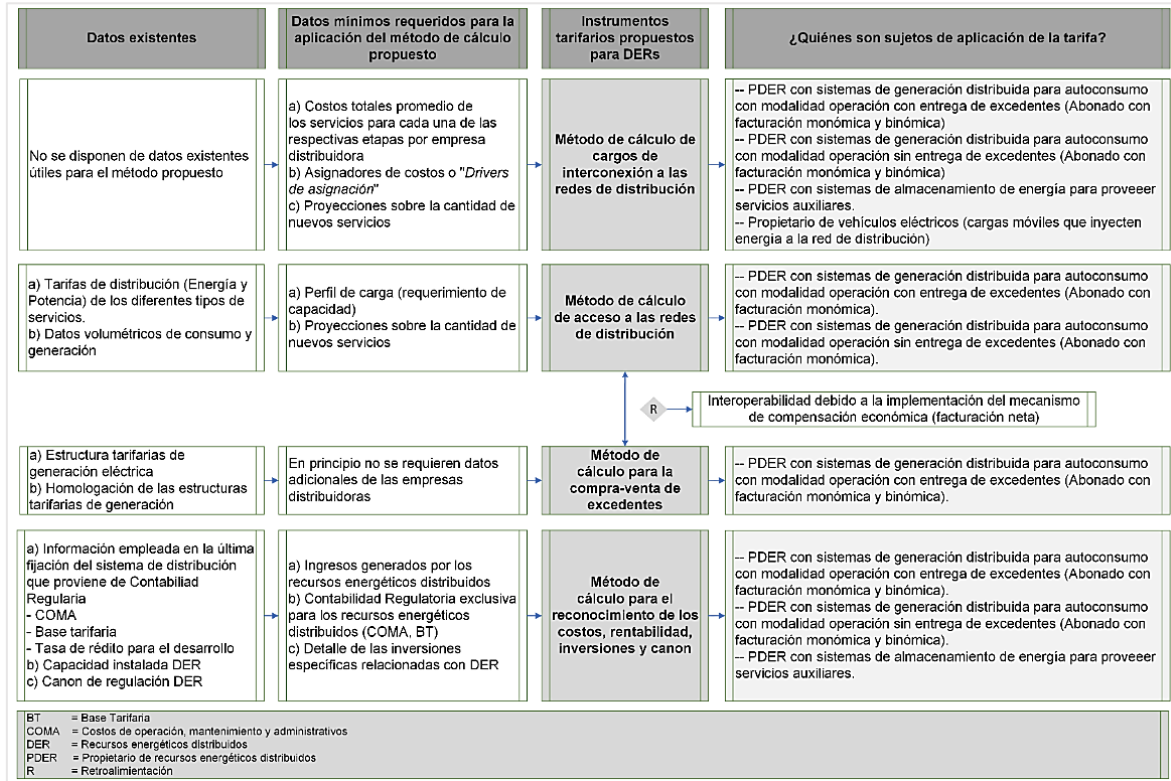 Datos existentes
Datos mínimos requeridos para la
aplicación del método de cálculo
propuesto
Instrumentos
tarifarios propuestos
para DERs
¿Quiénes son sujetos de aplicación de la tarifa?
No se disponen de datos existentes
útiles para el método propuesto
a) Costos totales promedio de
los servicios para cada una de las
respectivas etapas por empresa
distribuidora
b) Asignadores de costos o "Drivers
de asignación"
c) Proyecciones sobre la cantidad de
nuevos servicios
Método de cálculo de
cargos de
interconexión a las
redes de distribución
-- PDER con sistemas de generación distribuida para autoconsumo
con modalidad operación con entrega de excedentes (Abonado con
facturación monómica y binómica)
-- PDER con sistemas de generación distribuida para autoconsumo
con modalidad operación sin entrega de excedentes (Abonado con
facturación monómica y binómica)
-- PDER con sistemas de almacenamiento de energía para proveeer
servicios auxiliares.
-- Propietario de vehículos eléctricos (cargas móviles que inyecten
energía a la red de distribución)
a) Tarifas de distribución (Energía y
Potencia) de los diferentes tipos de
servicios.
b) Datos volumétricos de consumo y
generación
a) Perfil de carga (requerimiento de
capacidad)
b) Proyecciones sobre la cantidad de
nuevos servicios
Método de cálculo
de acceso a las redes
de distribución
-- PDER con sistemas de generación distribuida para autoconsumo
con modalidad operación con entrega de excedentes (Abonado con
facturación monómica).
-- PDER con sistemas de generación distribuida para autoconsumo
con modalidad operación sin entrega de excedentes (Abonado con
facturación monómica).
R
Interoperabilidad debido a la implementación del mecanismo
de compensación económica (facturación neta)
a) Estructura tarifarias de
generación eléctrica
b) Homologación de las estructuras
tarifarias de generación
En principio no se requieren datos
adicionales de las empresas
distribuidoras
Método de
cálculo para la
compra-venta de
excedentes
-- PDER con sistemas de generación distribuida para autoconsumo
con modalidad operación con entrega de excedentes (Abonado con
facturación monómica y binómica).
a) Información empleada en la última
fijación del sistema de distribución
que proviene de Contabiliad
Regularia
- COMA
- Base tarifaria
- Tasa de rédito para el desarrollo
b) Capacidad instalada DER
c) Canon de regulación DER
a) Ingresos generados por los
recursos energéticos distribuidos
b) Contabilidad Regulatoria exclusiva
para los recursos energéticos
distribuidos (COMA, BT)
c) Detalle de las inversiones
específicas relacionadas con DER
Método de
cálculo para el
reconocimiento de los
costos, rentabilidad,
inversiones y canon
-- PDER con sistemas de generación distribuida para autoconsumo
con modalidad operación con entrega de excedentes (Abonado con
facturación monómica y binómica).
-- PDER con sistemas de generación distribuida para autoconsumo
con modalidad operación sin entrega de excedentes (Abonado con
facturación monómica y binómica).
-- PDER con sistemas de almacenamiento de energía para proveeer
servicios auxiliares.
BT = Base Tarifaria
COMA = Costos de operación, mantenimiento y administrativos
DER = Recursos energéticos distribuidos
PDER = Propietario de recursos energéticos distribuidos
R = Retroalimentación